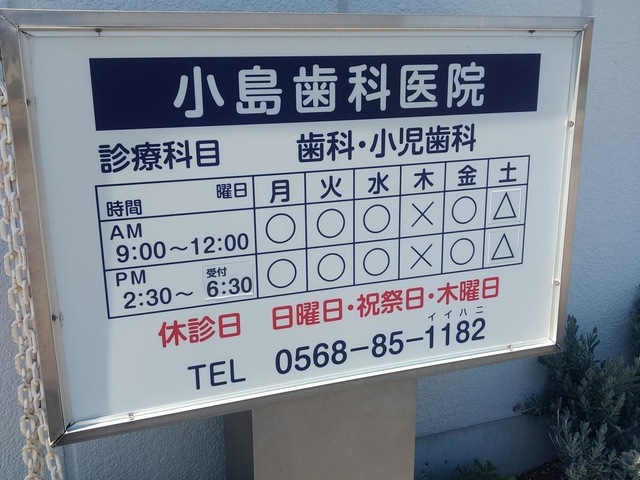 小島歯科医院
診療科目 歯科・小児歯科
時間 曜日 月 火 水 木 金 土
AM 9:00～12:00 ○ ○ ○ × ○ △
PM 2:30～受付6:30 ○ ○ ○ × ○ △
休診日 日曜日・祝祭日・木曜日
イイハニ
TEL 0568-85-1182